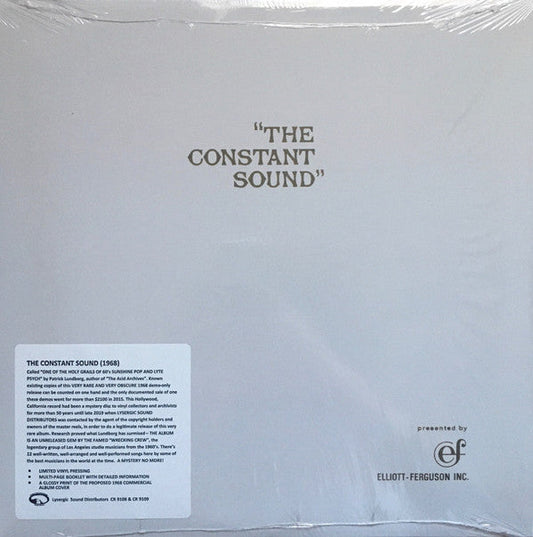 “THE
CONSTANT
SOUND”
THE CONSTANT SOUND (1968)
Called "ONE OF THE HOLY GRAILS OF 60's SUNSHINE POP AND LYTE
PSYCH" by Patrick Lundborg, author of "The Acid Archives". Known
existing copies of this VERY RARE AND VERY OBSCURE 1968 demo-only
release can be counted on one hand and the only documented sale of one
these demos went for more than $2100 in 2015. This Hollywood,
California record had been a mystery disc to vinyl collectors and archivists
for more than 50 years until late 2019 when LYSERGIC SOUND
DISTRIBUTORS was contacted by the agent of the copyright holders and
owners of the master reels, in order to do a legitimate release of this very
rare album. Research proved what Lundborg has surmised – THE ALBUM
IS AN UNRELEASED GEM BY THE FAMED "WRECKING CREW", the
legendary group of Los Angeles studio musicians from the 1960's. There's
12 well-written, well-arranged and well-performed songs here by some of
the best musicians in the world at the time. A MYSTERY NO MORE!
• LIMITED VINYL PRESSING
• MULTI-PAGE BOOKLET WITH DETAILED INFORMATION
• A GLOSSY PRINT OF THE PROPOSED 1968 COMMERCIAL
ALBUM COVER
Lysergic Sound Distributors CR 9108 & CR 9109
presented by
ef
ELLIOTT-FERGUSON INC.